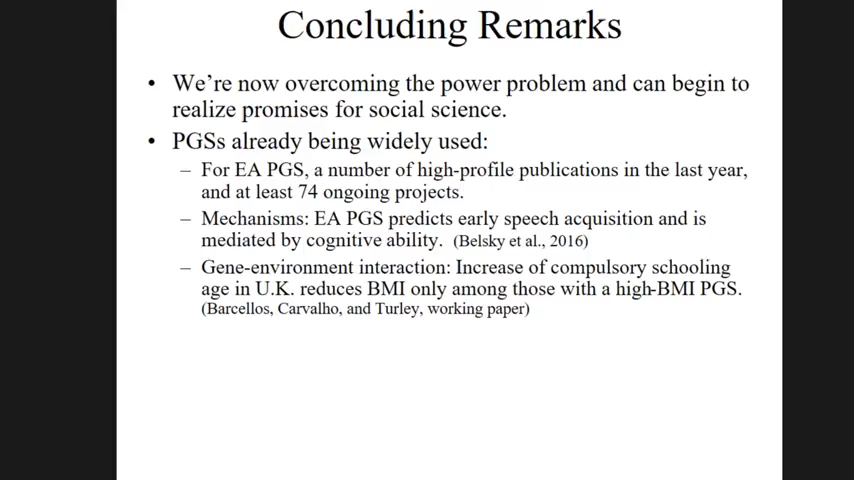 Concluding Remarks
• We're now overcoming the power problem and can begin to
realize promises for social science.
• PGSs already being widely used:
– For EA PGS, a number of high-profile publications in the last year,
and at least 74 ongoing projects.
– Mechanisms: EA PGS predicts early speech acquisition and is
mediated by cognitive ability. (Belsky et al., 2016)
– Gene-environment interaction: Increase of compulsory schooling
age in U.K. reduces BMI only among those with a high-BMI PGS.
(Barcellos, Carvalho, and Turley, working paper)